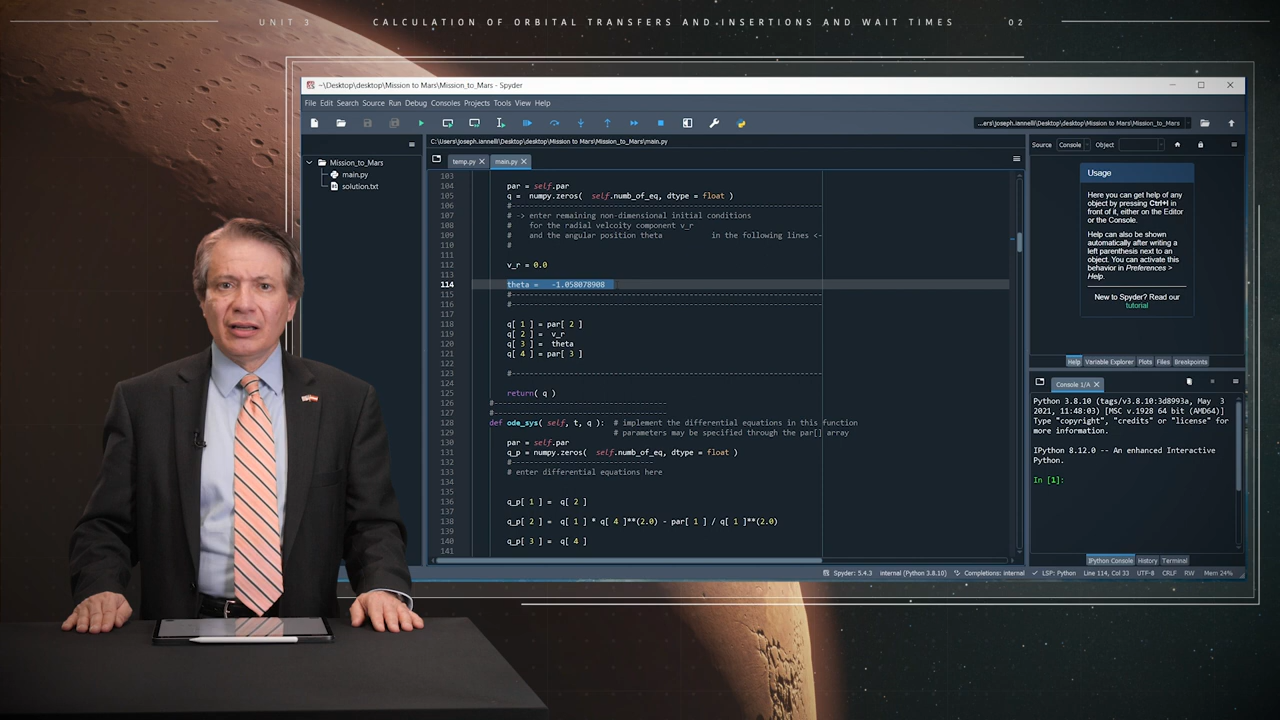 UNIT 3 CALCULATION OF ORBITAL TRANSFERS AND INSERTIONS AND WAIT TIMES 02
~\Desktop\desktop\Mission to Mars\Mission_to_Mars - Spyder
File Edit Search Source Run Debug Consoles Projects Tools View Help
...ers\joseph.iannelli\Desktop\desktop\Mission to Mars\Mission_to_Mars
C:\Users\joseph.iannelli\Desktop\desktop\Mission to Mars\Mission_to_Mars\main.py
Mission_to_Mars
main.py
solution.txt
temp.py main.py
103
104 par = self.par
105 q = numpy.zeros( self.numb_of_eq, dtype = float )
106 #------------------------------------------------------------------
107 # -> enter remaining non-dimensional initial conditions
108 # for the radial velcoity component v_r
109 # and the angular position theta in the following lines <-
110 #
111
112 v_r = 0.0
113
114 theta = -1.058078908
115 #------------------------------------------------------------------
116 #------------------------------------------------------------------
117
118 q[ 1 ] = par[ 2 ]
119 q[ 2 ] = v_r
120 q[ 3 ] = theta
121 q[ 4 ] = par[ 3 ]
122
123 #------------------------------------------------------------------
124
125 return( q )
126 #------------------------------------------
127 #------------------------------------------
128 def ode_sys( self, t, q ): # implement the differential equations in this function
129 # parameters may be specified through the par[] array
130 par = self.par
131 q_p = numpy.zeros( self.numb_of_eq, dtype = float )
132 #------------------------------------------------------------------
133 # enter differential equations here
134
135
136 q_p[ 1 ] = q[ 2 ]
137
138 q_p[ 2 ] = q[ 1 ] * q[ 4 ]**(2.0) - par[ 1 ] / q[ 1 ]**(2.0)
139
140 q_p[ 3 ] = q[ 4 ]
141
Source Console Object
Usage
Here you can get help of any
object by pressing Ctrl+I in
front of it, either on the Editor
or the Console.
Help can also be shown
automatically after writing a
left parenthesis next to an
object. You can activate this
behavior in Preferences >
Help.
New to Spyder? Read our
tutorial
Help Variable Explorer Plots Files Breakpoints
Console 1/A
Python 3.8.10 (tags/v3.8.10:3d8993a, May 3
2021, 11:48:03) [MSC v.1928 64 bit (AMD64)]
Type "copyright", "credits" or "license" for
more information.
IPython 8.12.0 -- An enhanced Interactive
Python.
In [1]:
IPython Console History Terminal
Spyder: 5.4.3 internal (Python 3.8.10) Completions: internal LSP: Python Line 114, Col 33 UTF-8 CRLF RW Mem 24%